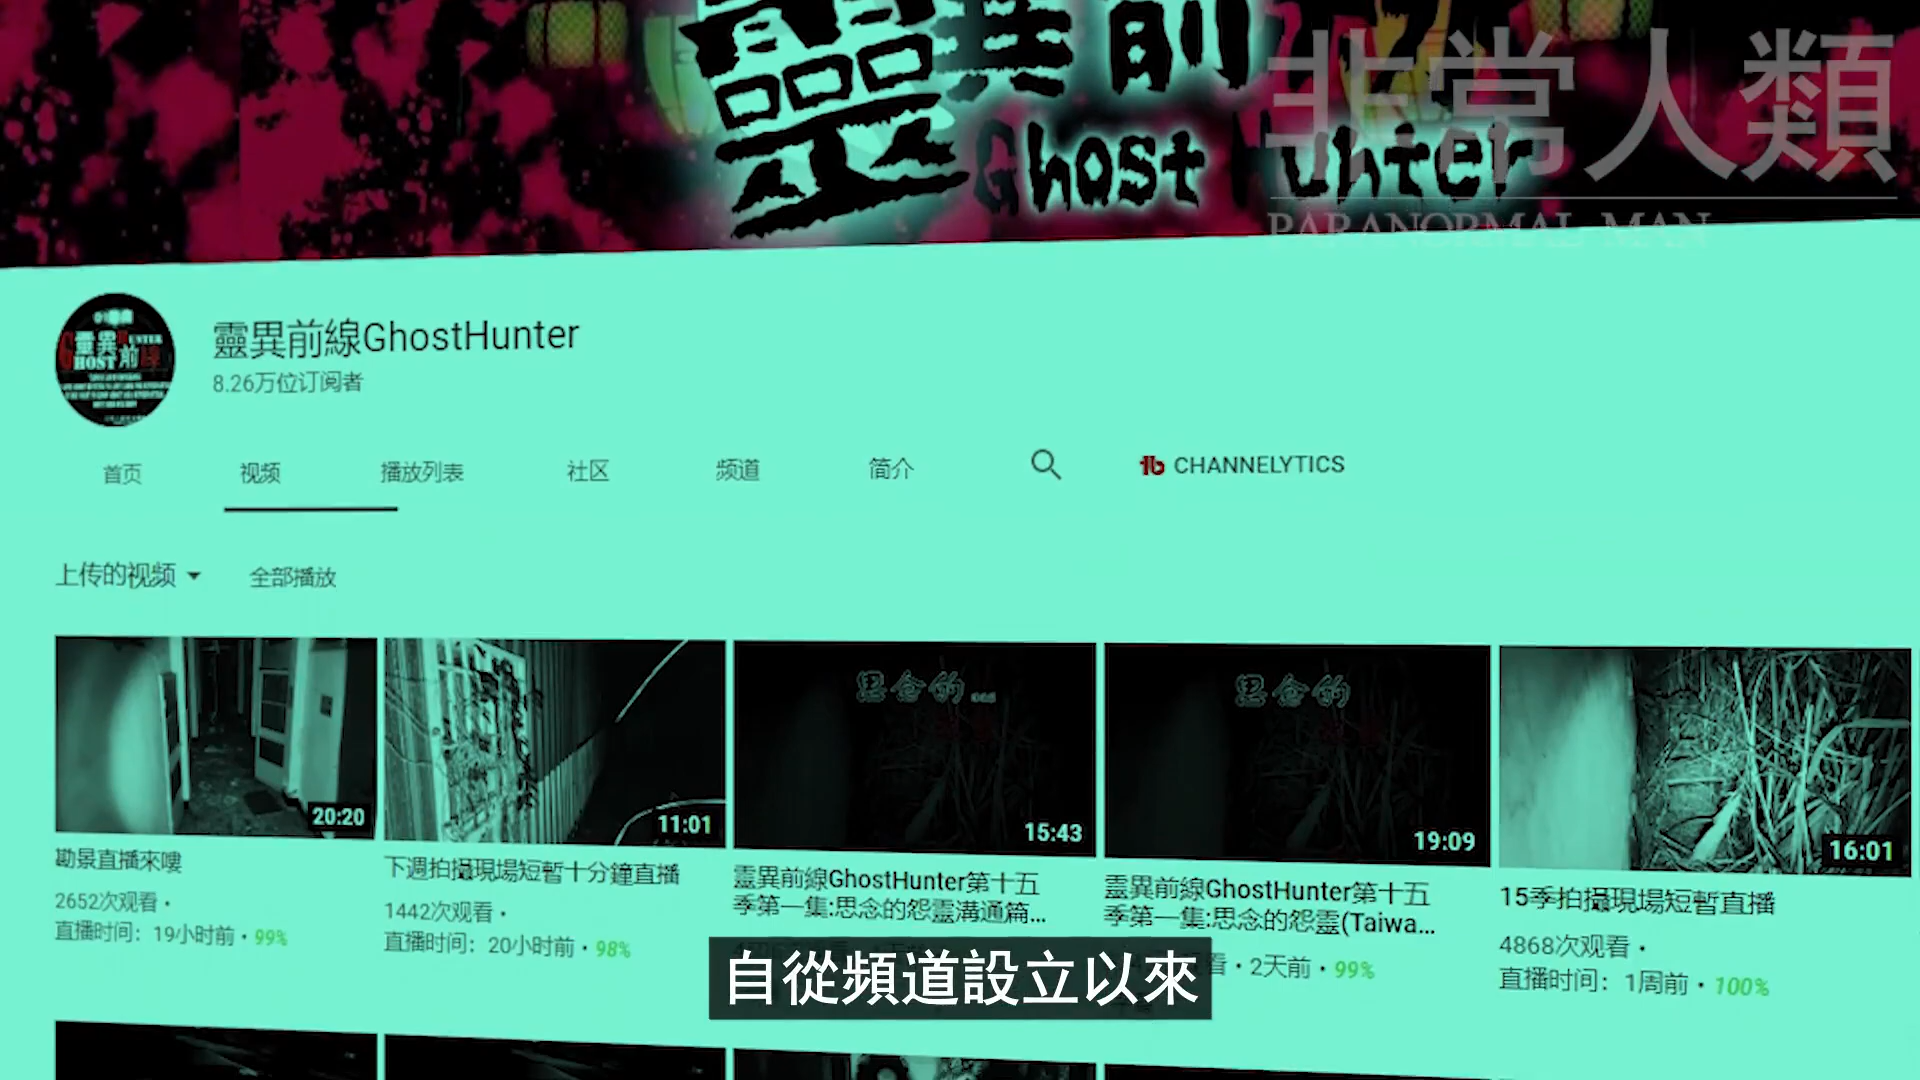 靈異前
Ghost Hunter
非常人類
PARANORMAL MAN
靈異前線GhostHunter
8.26万位订阅者
首页
视频
播放列表
社区
频道
简介
CHANNELYTICS
上传的视频
全部播放
20:20
11:01
思念的...
15:43
思念的
19:09
16:01
勘景直播來嘍
2652次观看・
直播时间：19小时前・99%
下週拍攝現場短暫十分鐘直播
1442次观看・
直播时间：20小时前・98%
靈異前線GhostHunter第十五
季第一集:思念的怨靈溝通篇...
靈異前線GhostHunter第十五
季第一集:思念的怨靈(Taiwa...
看・2天前・99%
15季拍攝現場短暫直播
4868次观看・
直播时间：1周前・100%
自從頻道設立以來